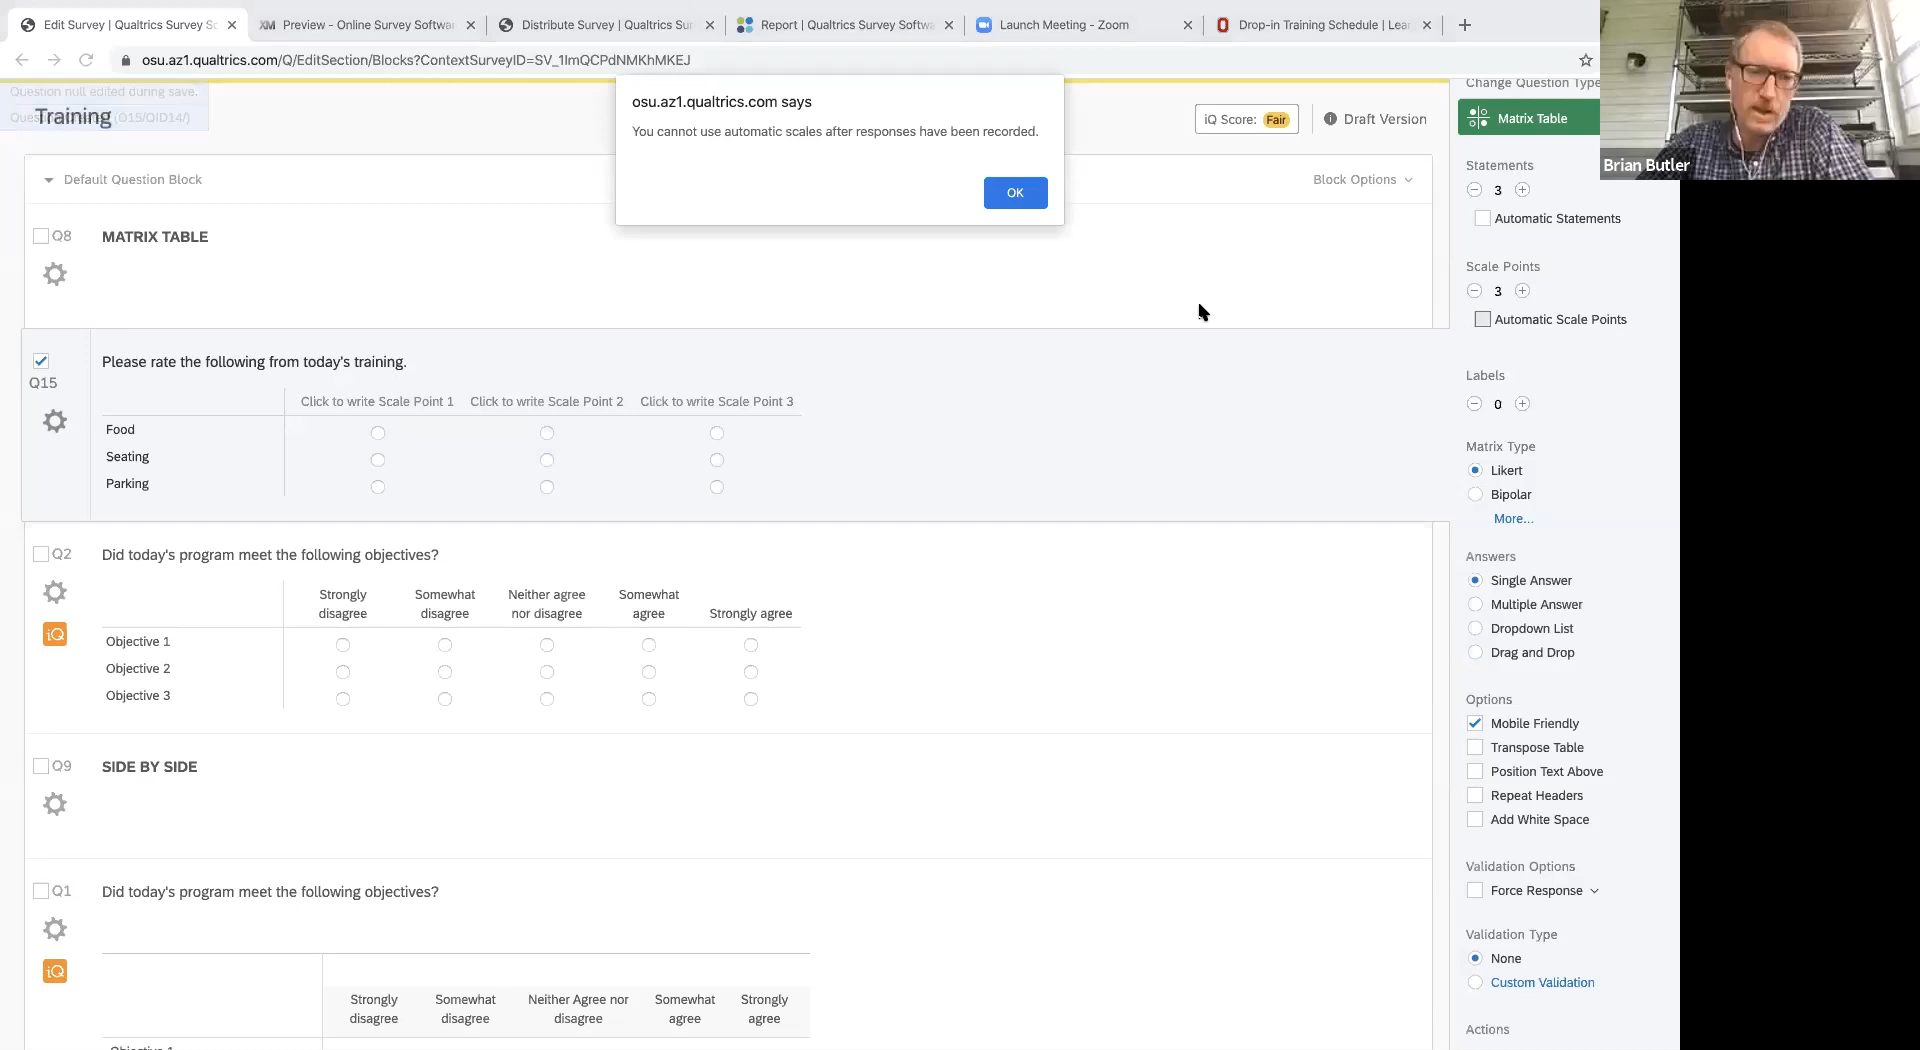 Edit Survey | Qualtrics Survey So
XM Preview - Online Survey Softwar
Distribute Survey | Qualtrics Sur
Report | Qualtrics Survey Softwa
Launch Meeting - Zoom
Drop-in Training Schedule | Lear
osu.az1.qualtrics.com/Q/EditSection/Blocks?ContextSurveyID=SV_1ImQCPdNMKhMKEJ
Question null edited during save.
Training
(Q15/QID14/)
osu.az1.qualtrics.com says
You cannot use automatic scales after responses have been recorded.
OK
iQ Score: Fair
Draft Version
Default Question Block
Block Options
Q8 MATRIX TABLE
Q15
Please rate the following from today's training.
Click to write Scale Point 1 Click to write Scale Point 2 Click to write Scale Point 3
Food
Seating
Parking
Q2 Did today's program meet the following objectives?
iQ
Strongly disagree Somewhat disagree Neither agree nor disagree Somewhat agree Strongly agree
Objective 1
Objective 2
Objective 3
Q9 SIDE BY SIDE
Q1 Did today's program meet the following objectives?
iQ
Strongly disagree Somewhat disagree Neither Agree nor disagree Somewhat agree Strongly agree
Objective 1
Change Question Type
Matrix Table
Statements
3
Automatic Statements
Scale Points
3
Automatic Scale Points
Labels
0
Matrix Type
Likert
Bipolar
More...
Answers
Single Answer
Multiple Answer
Dropdown List
Drag and Drop
Options
Mobile Friendly
Transpose Table
Position Text Above
Repeat Headers
Add White Space
Validation Options
Force Response
Validation Type
None
Custom Validation
Actions
Brian Butler